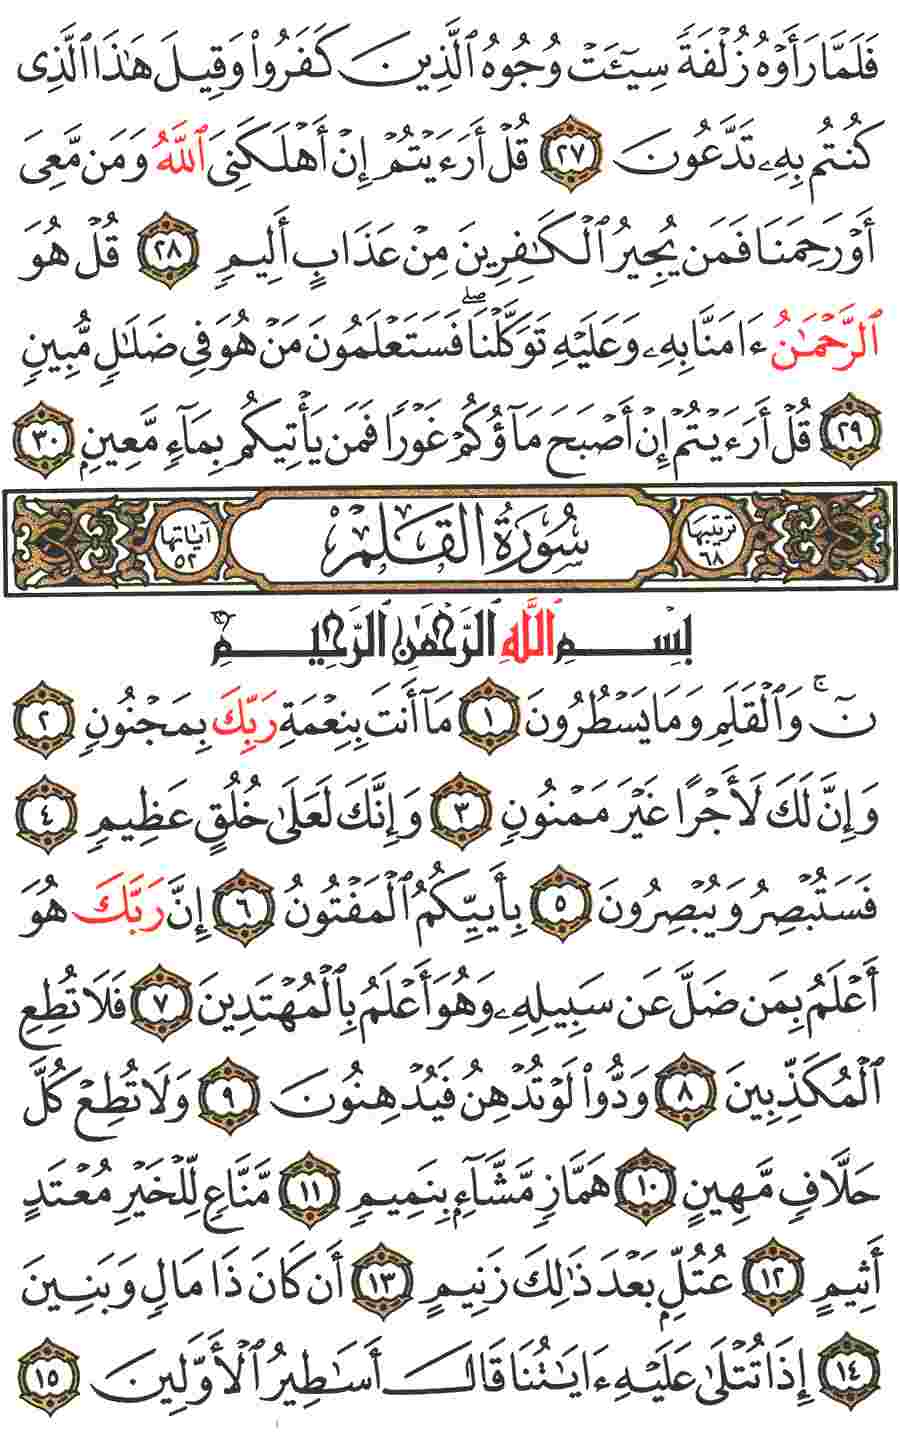 فَلَمَّا رَأَوْهُ زُلْفَةً سِيٓـَٔتْ وُجُوهُ ٱلَّذِينَ كَفَرُوا۟ وَقِيلَ هَـٰذَا ٱلَّذِى
كُنتُم بِهِۦ تَدَّعُونَ ٢٧ قُلْ أَرَءَيْتُمْ إِنْ أَهْلَكَنِىَ ٱللَّهُ وَمَن مَّعِىَ
أَوْ رَحِمَنَا فَمَن يُجِيرُ ٱلْكَـٰفِرِينَ مِنْ عَذَابٍ أَلِيمٍ ٢٨ قُلْ هُوَ
ٱلرَّحْمَـٰنُ ءَامَنَّا بِهِۦ وَعَلَيْهِ تَوَكَّلْنَا ۖ فَسَتَعْلَمُونَ مَنْ هُوَ فِى ضَلَـٰلٍ مُّبِينٍ
٢٩ قُلْ أَرَءَيْتُمْ إِنْ أَصْبَحَ مَآؤُكُمْ غَوْرًا فَمَن يَأْتِيكُم بِمَآءٍ مَّعِينٍ ٣٠
ترتيبها ٦٨ سُورَةُ القَلَمِ آياتها ٥٢
بِسْمِ ٱللَّهِ ٱلرَّحْمَـٰنِ ٱلرَّحِيمِ
نٓ ۚ وَٱلْقَلَمِ وَمَا يَسْطُرُونَ ١ مَآ أَنتَ بِنِعْمَةِ رَبِّكَ بِمَجْنُونٍ ٢
وَإِنَّ لَكَ لَأَجْرًا غَيْرَ مَمْنُونٍ ٣ وَإِنَّكَ لَعَلَىٰ خُلُقٍ عَظِيمٍ ٤
فَسَتُبْصِرُ وَيُبْصِرُونَ ٥ بِأَييِّكُمُ ٱلْمَفْتُونُ ٦ إِنَّ رَبَّكَ هُوَ
أَعْلَمُ بِمَن ضَلَّ عَن سَبِيلِهِۦ وَهُوَ أَعْلَمُ بِٱلْمُهْتَدِينَ ٧ فَلَا تُطِعِ
ٱلْمُكَذِّبِينَ ٨ وَدُّوا۟ لَوْ تُدْهِنُ فَيُدْهِنُونَ ٩ وَلَا تُطِعْ كُلَّ
حَلَّافٍ مَّهِينٍ ١٠ هَمَّازٍ مَّشَّآءٍۭ بِنَمِيمٍ ١١ مَّنَّاعٍ لِّلْخَيْرِ مُعْتَدٍ
أَثِيمٍ ١٢ عُتُلٍّۭ بَعْدَ ذَٰلِكَ زَنِيمٍ ١٣ أَن كَانَ ذَا مَالٍ وَبَنِينَ
١٤ إِذَا تُتْلَىٰ عَلَيْهِ ءَايَـٰتُنَا قَالَ أَسَـٰطِيرُ ٱلْأَوَّلِينَ ١٥